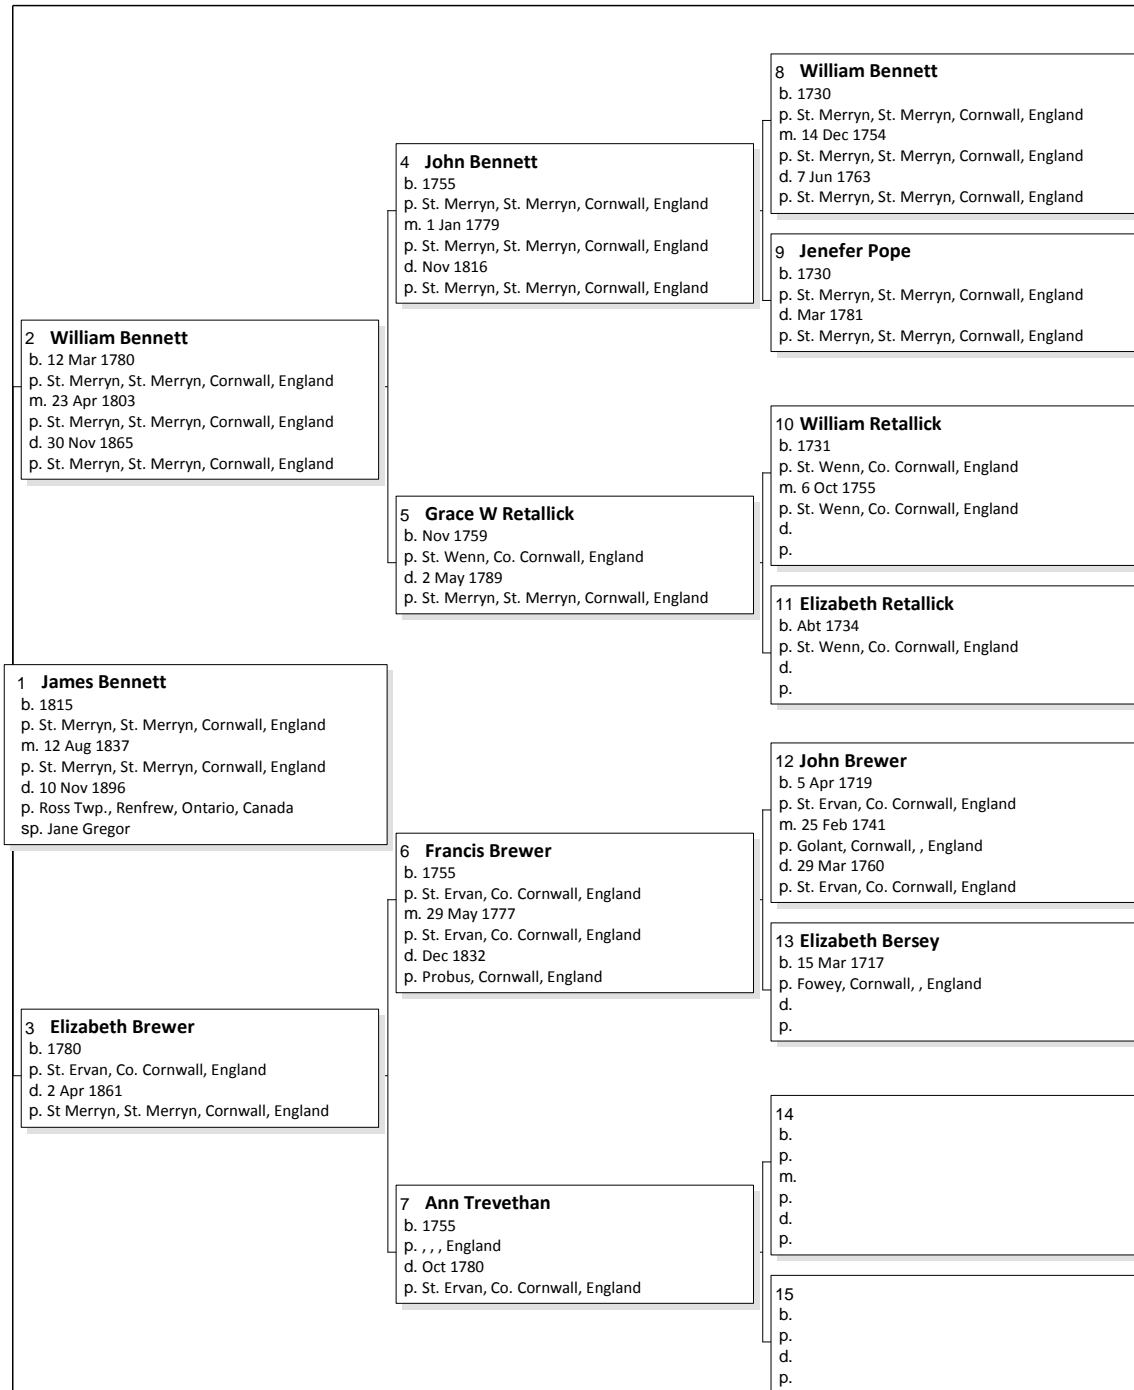 8 William Bennett
b. 1730
p. St. Merryn, St. Merryn, Cornwall, England
m. 14 Dec 1754
p. St. Merryn, St. Merryn, Cornwall, England
d. 7 Jun 1763
p. St. Merryn, St. Merryn, Cornwall, England
4 John Bennett
b. 1755
p. St. Merryn, St. Merryn, Cornwall, England
m. 1 Jan 1779
p. St. Merryn, St. Merryn, Cornwall, England
d. Nov 1816
p. St. Merryn, St. Merryn, Cornwall, England
9 Jenefer Pope
b. 1730
p. St. Merryn, St. Merryn, Cornwall, England
d. Mar 1781
p. St. Merryn, St. Merryn, Cornwall, England
2 William Bennett
b. 12 Mar 1780
p. St. Merryn, St. Merryn, Cornwall, England
m. 23 Apr 1803
p. St. Merryn, St. Merryn, Cornwall, England
d. 30 Nov 1865
p. St. Merryn, St. Merryn, Cornwall, England
10 William Retallick
b. 1731
p. St. Wenn, Co. Cornwall, England
m. 6 Oct 1755
p. St. Wenn, Co. Cornwall, England
d.
p.
5 Grace W Retallick
b. Nov 1759
p. St. Wenn, Co. Cornwall, England
d. 2 May 1789
p. St. Merryn, St. Merryn, Cornwall, England
11 Elizabeth Retallick
b. Abt 1734
p. St. Wenn, Co. Cornwall, England
d.
p.
1 James Bennett
b. 1815
p. St. Merryn, St. Merryn, Cornwall, England
m. 12 Aug 1837
p. St. Merryn, St. Merryn, Cornwall, England
d. 10 Nov 1896
p. Ross Twp., Renfrew, Ontario, Canada
sp. Jane Gregor
12 John Brewer
b. 5 Apr 1719
p. St. Ervan, Co. Cornwall, England
m. 25 Feb 1741
p. Golant, Cornwall, , England
d. 29 Mar 1760
p. St. Ervan, Co. Cornwall, England
6 Francis Brewer
b. 1755
p. St. Ervan, Co. Cornwall, England
m. 29 May 1777
p. St. Ervan, Co. Cornwall, England
d. Dec 1832
p. Probus, Cornwall, England
13 Elizabeth Bersey
b. 15 Mar 1717
p. Fowey, Cornwall, , England
d.
p.
3 Elizabeth Brewer
b. 1780
p. St. Ervan, Co. Cornwall, England
d. 2 Apr 1861
p. St Merryn, St. Merryn, Cornwall, England
14
b.
p.
m.
p.
d.
p.
7 Ann Trevethan
b. 1755
p. , , , England
d. Oct 1780
p. St. Ervan, Co. Cornwall, England
15
b.
p.
d.
p.